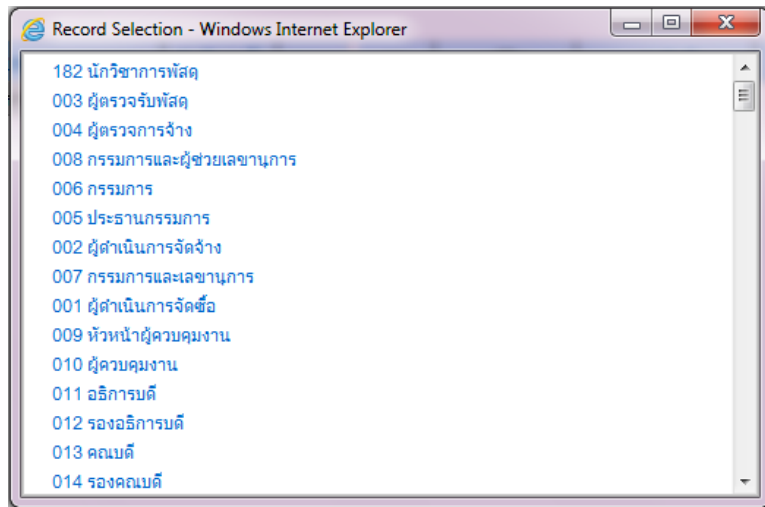 Record Selection - Windows Internet Explorer
182 นักวิชาการพัสดุ
003 ผู้ตรวจรับพัสดุ
004 ผู้ตรวจการจ้าง
008 กรรมการและผู้ช่วยเลขานุการ
006 กรรมการ
005 ประธานกรรมการ
002 ผู้ดำเนินการจัดจ้าง
007 กรรมการและเลขานุการ
001 ผู้ดำเนินการจัดซื้อ
009 หัวหน้าผู้ควบคุมงาน
010 ผู้ควบคุมงาน
011 อธิการบดี
012 รองอธิการบดี
013 คณบดี
014 รองคณบดี